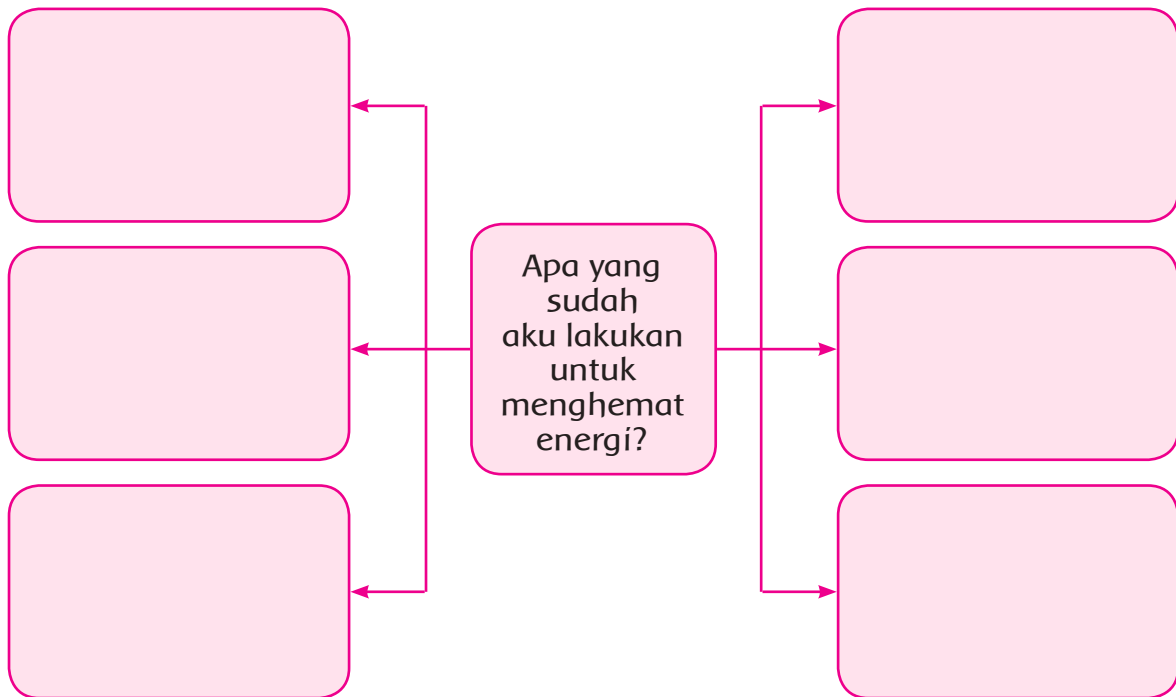 Apa yang
sudah
aku lakukan
untuk
menghemat
energi?